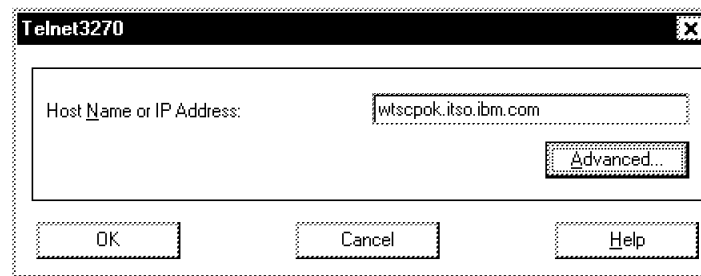 Telnet3270
Host Name or IP Address: wtscpok.itso.ibm.com
Advanced...
OK Cancel Help